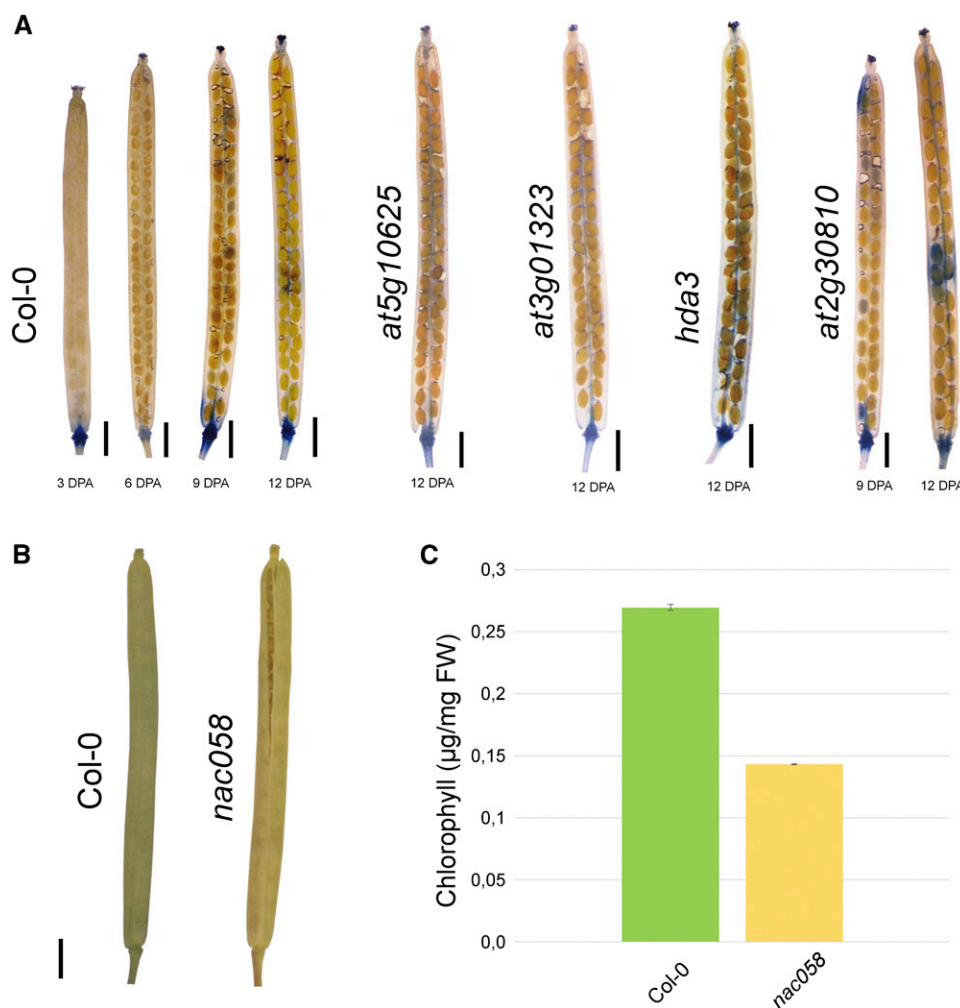 A
Col-0
3 DPA
6 DPA
9 DPA
12 DPA
at5g10625
12 DPA
at3g01323
12 DPA
hda3
12 DPA
at2g30810
9 DPA
12 DPA
B
Col-0
nac058
C
Chlorophyll (µg/mg FW)
0,3
0,25
0,2
0,15
0,1
0,05
0,0
Col-0
nac058